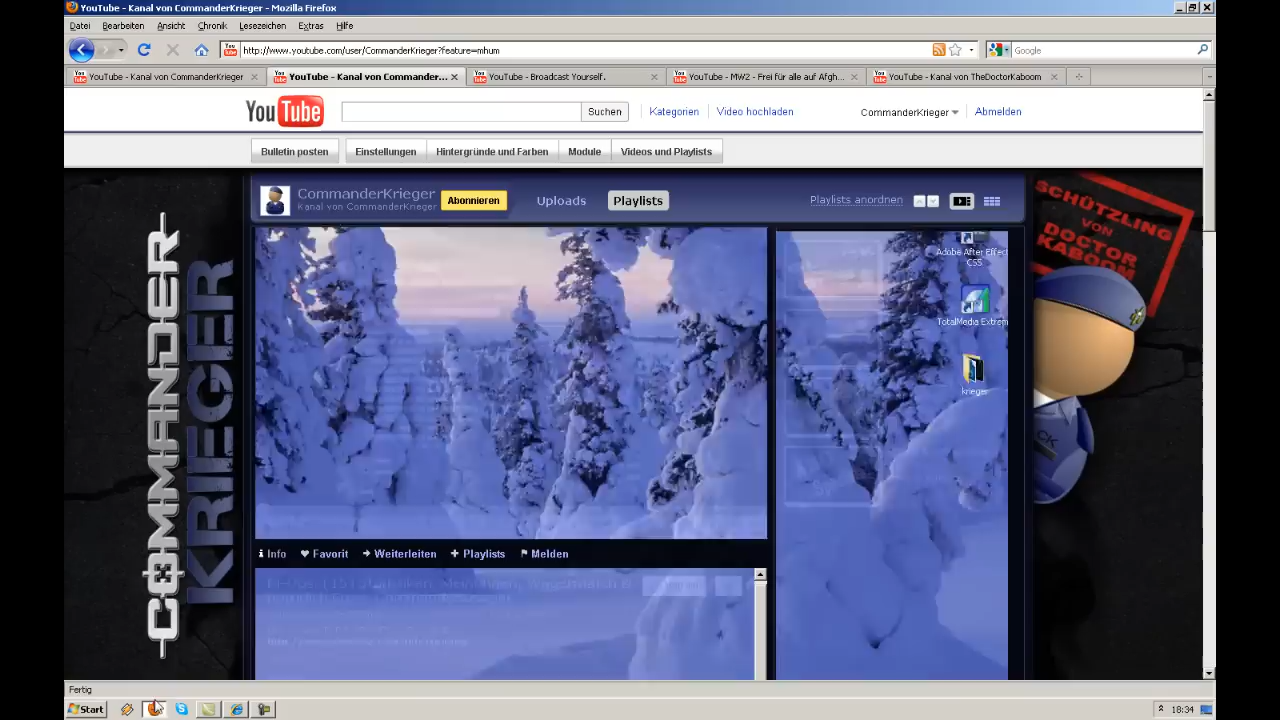 YouTube - Kanal von CommanderKrieger - Mozilla Firefox
Datei Bearbeiten Ansicht Chronik Lesezeichen Extras Hilfe
http://www.youtube.com/user/CommanderKrieger?feature=mhum
Google
YouTube - Kanal von CommanderKrieger
YouTube - Kanal von Commander...
YouTube - Broadcast Yourself.
YouTube - MW2 - Frei für alle auf Afgh...
YouTube - Kanal von TheDoctorKaboom
YouTube
Suchen
Kategorien
Video hochladen
CommanderKrieger
Abmelden
Bulletin posten
Einstellungen
Hintergründe und Farben
Module
Videos und Playlists
CommanderKrieger
Kanal von CommanderKrieger
Abonnieren
Uploads
Playlists
Playlists anordnen
COMMANDER
KRIEGER
SCHÜTZLING
VON
DOCTOR
KABOOM
Adobe After Effect
CS5
TotalMedia Extrem
krieger
Info
Favorit
Weiterleiten
Playlists
Melden
Fertig
Start
18:34